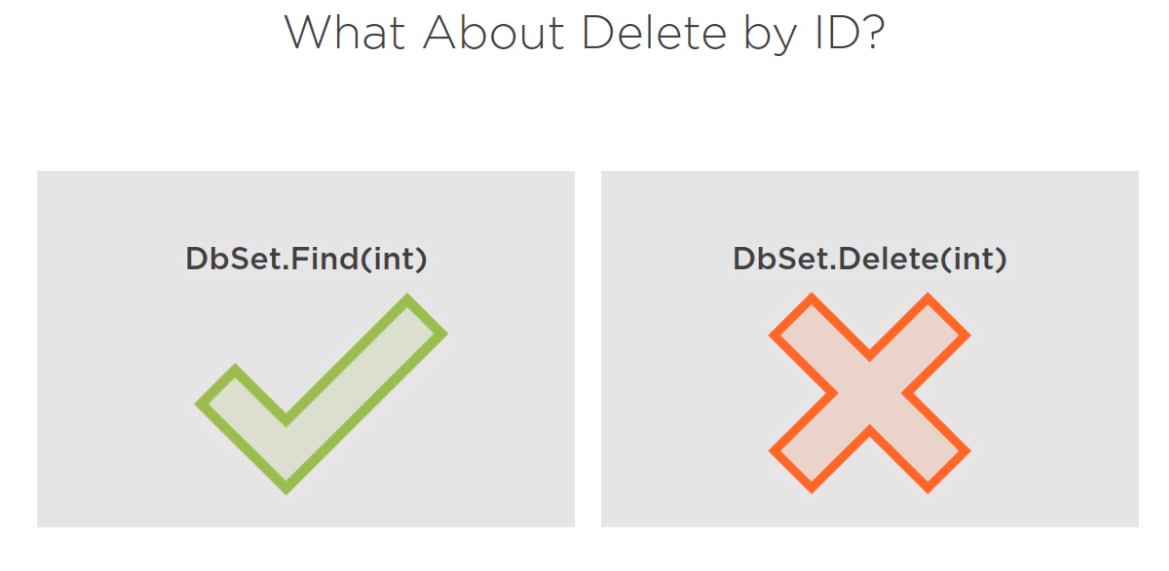 What About Delete by ID?
DbSet.Find(int)
DbSet.Delete(int)